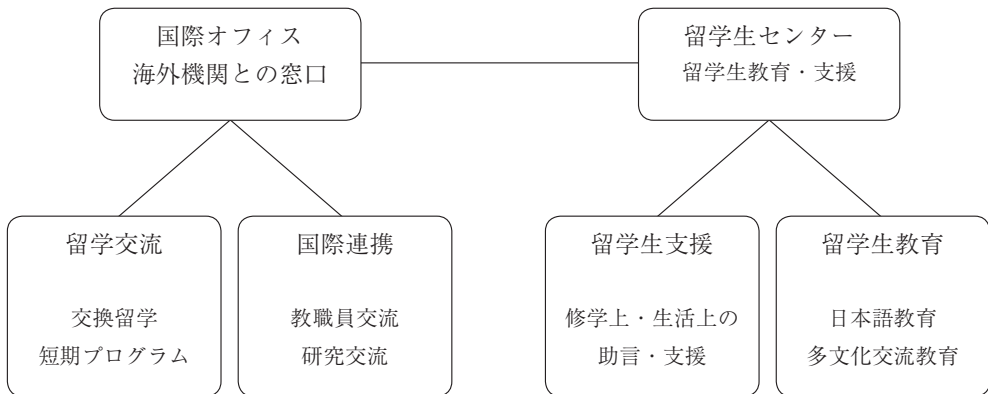 国際オフィス
海外機関との窓口
留学生センター
留学生教育・支援
留学交流
交換留学
短期プログラム
国際連携
教職員交流
研究交流
留学生支援
修学上・生活上の
助言・支援
留学生教育
日本語教育
多文化交流教育